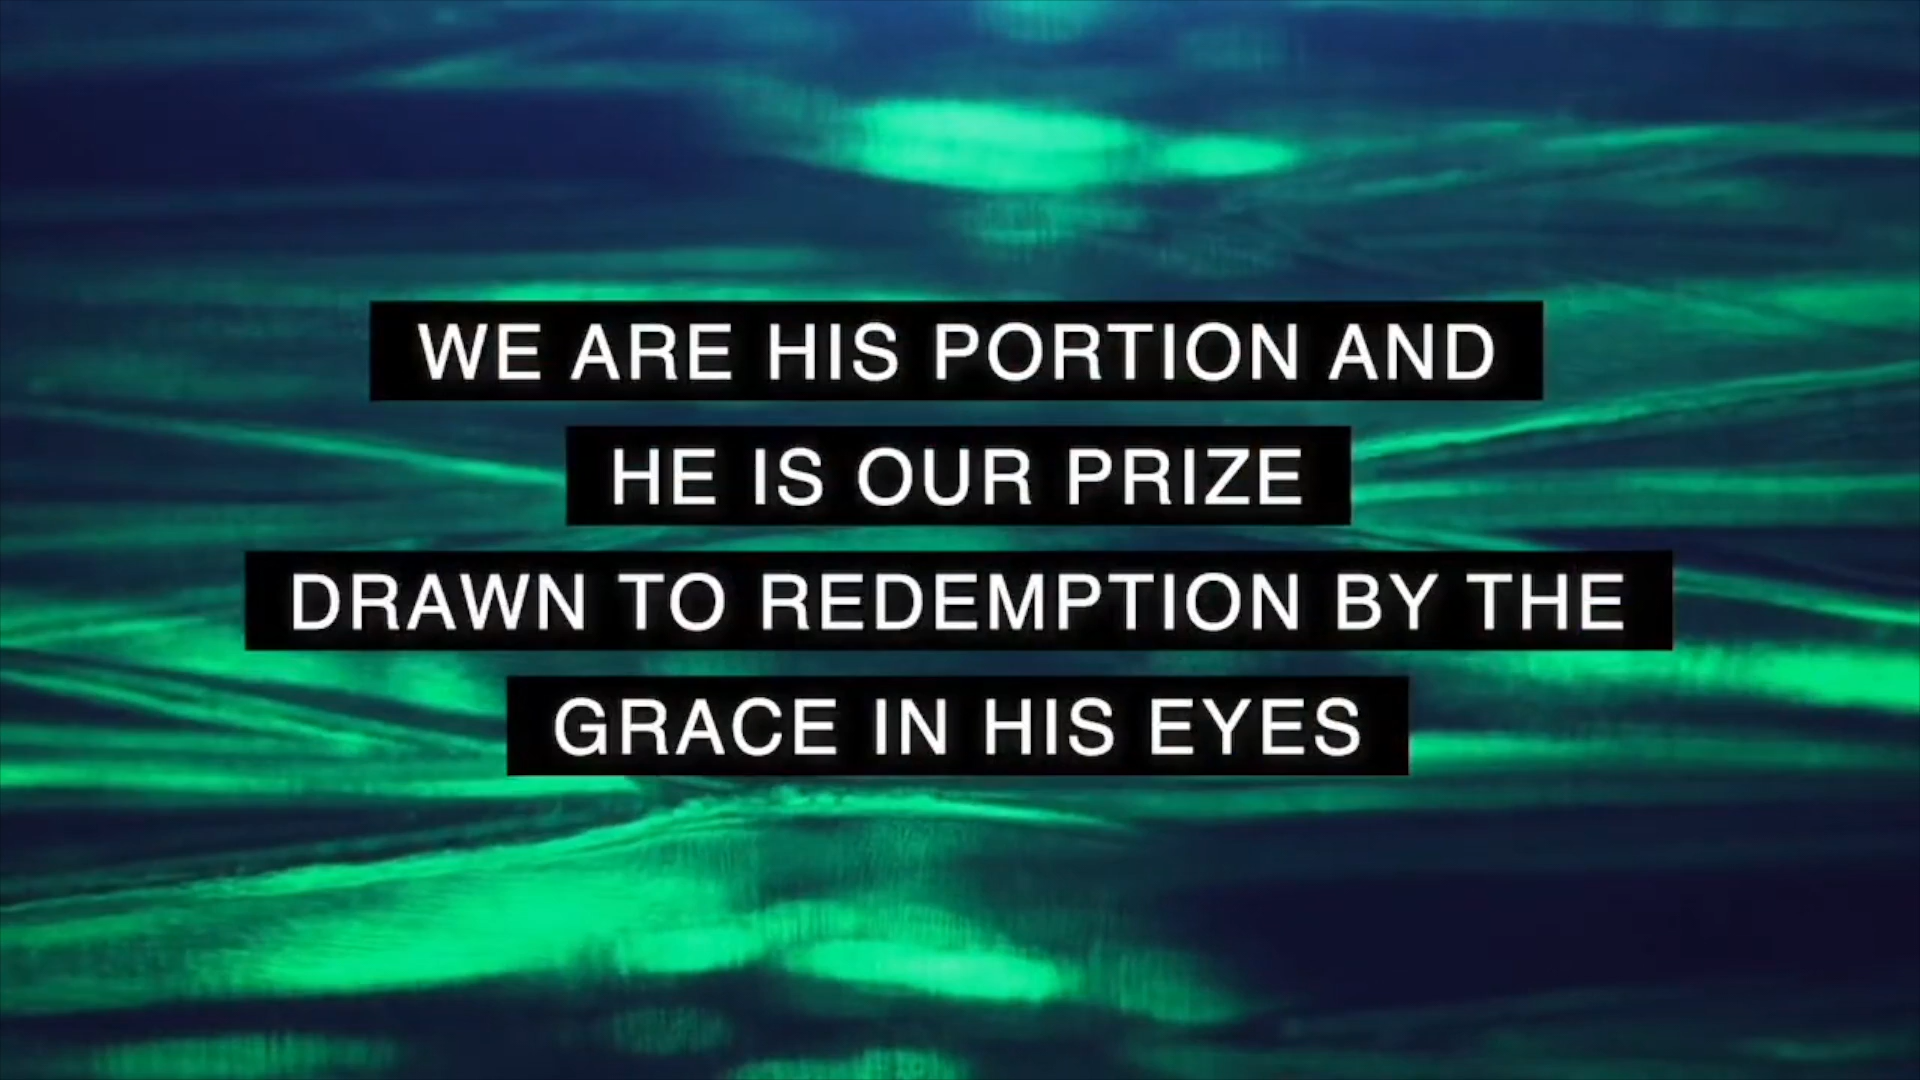 WE ARE HIS PORTION AND
HE IS OUR PRIZE
DRAWN TO REDEMPTION BY THE
GRACE IN HIS EYES